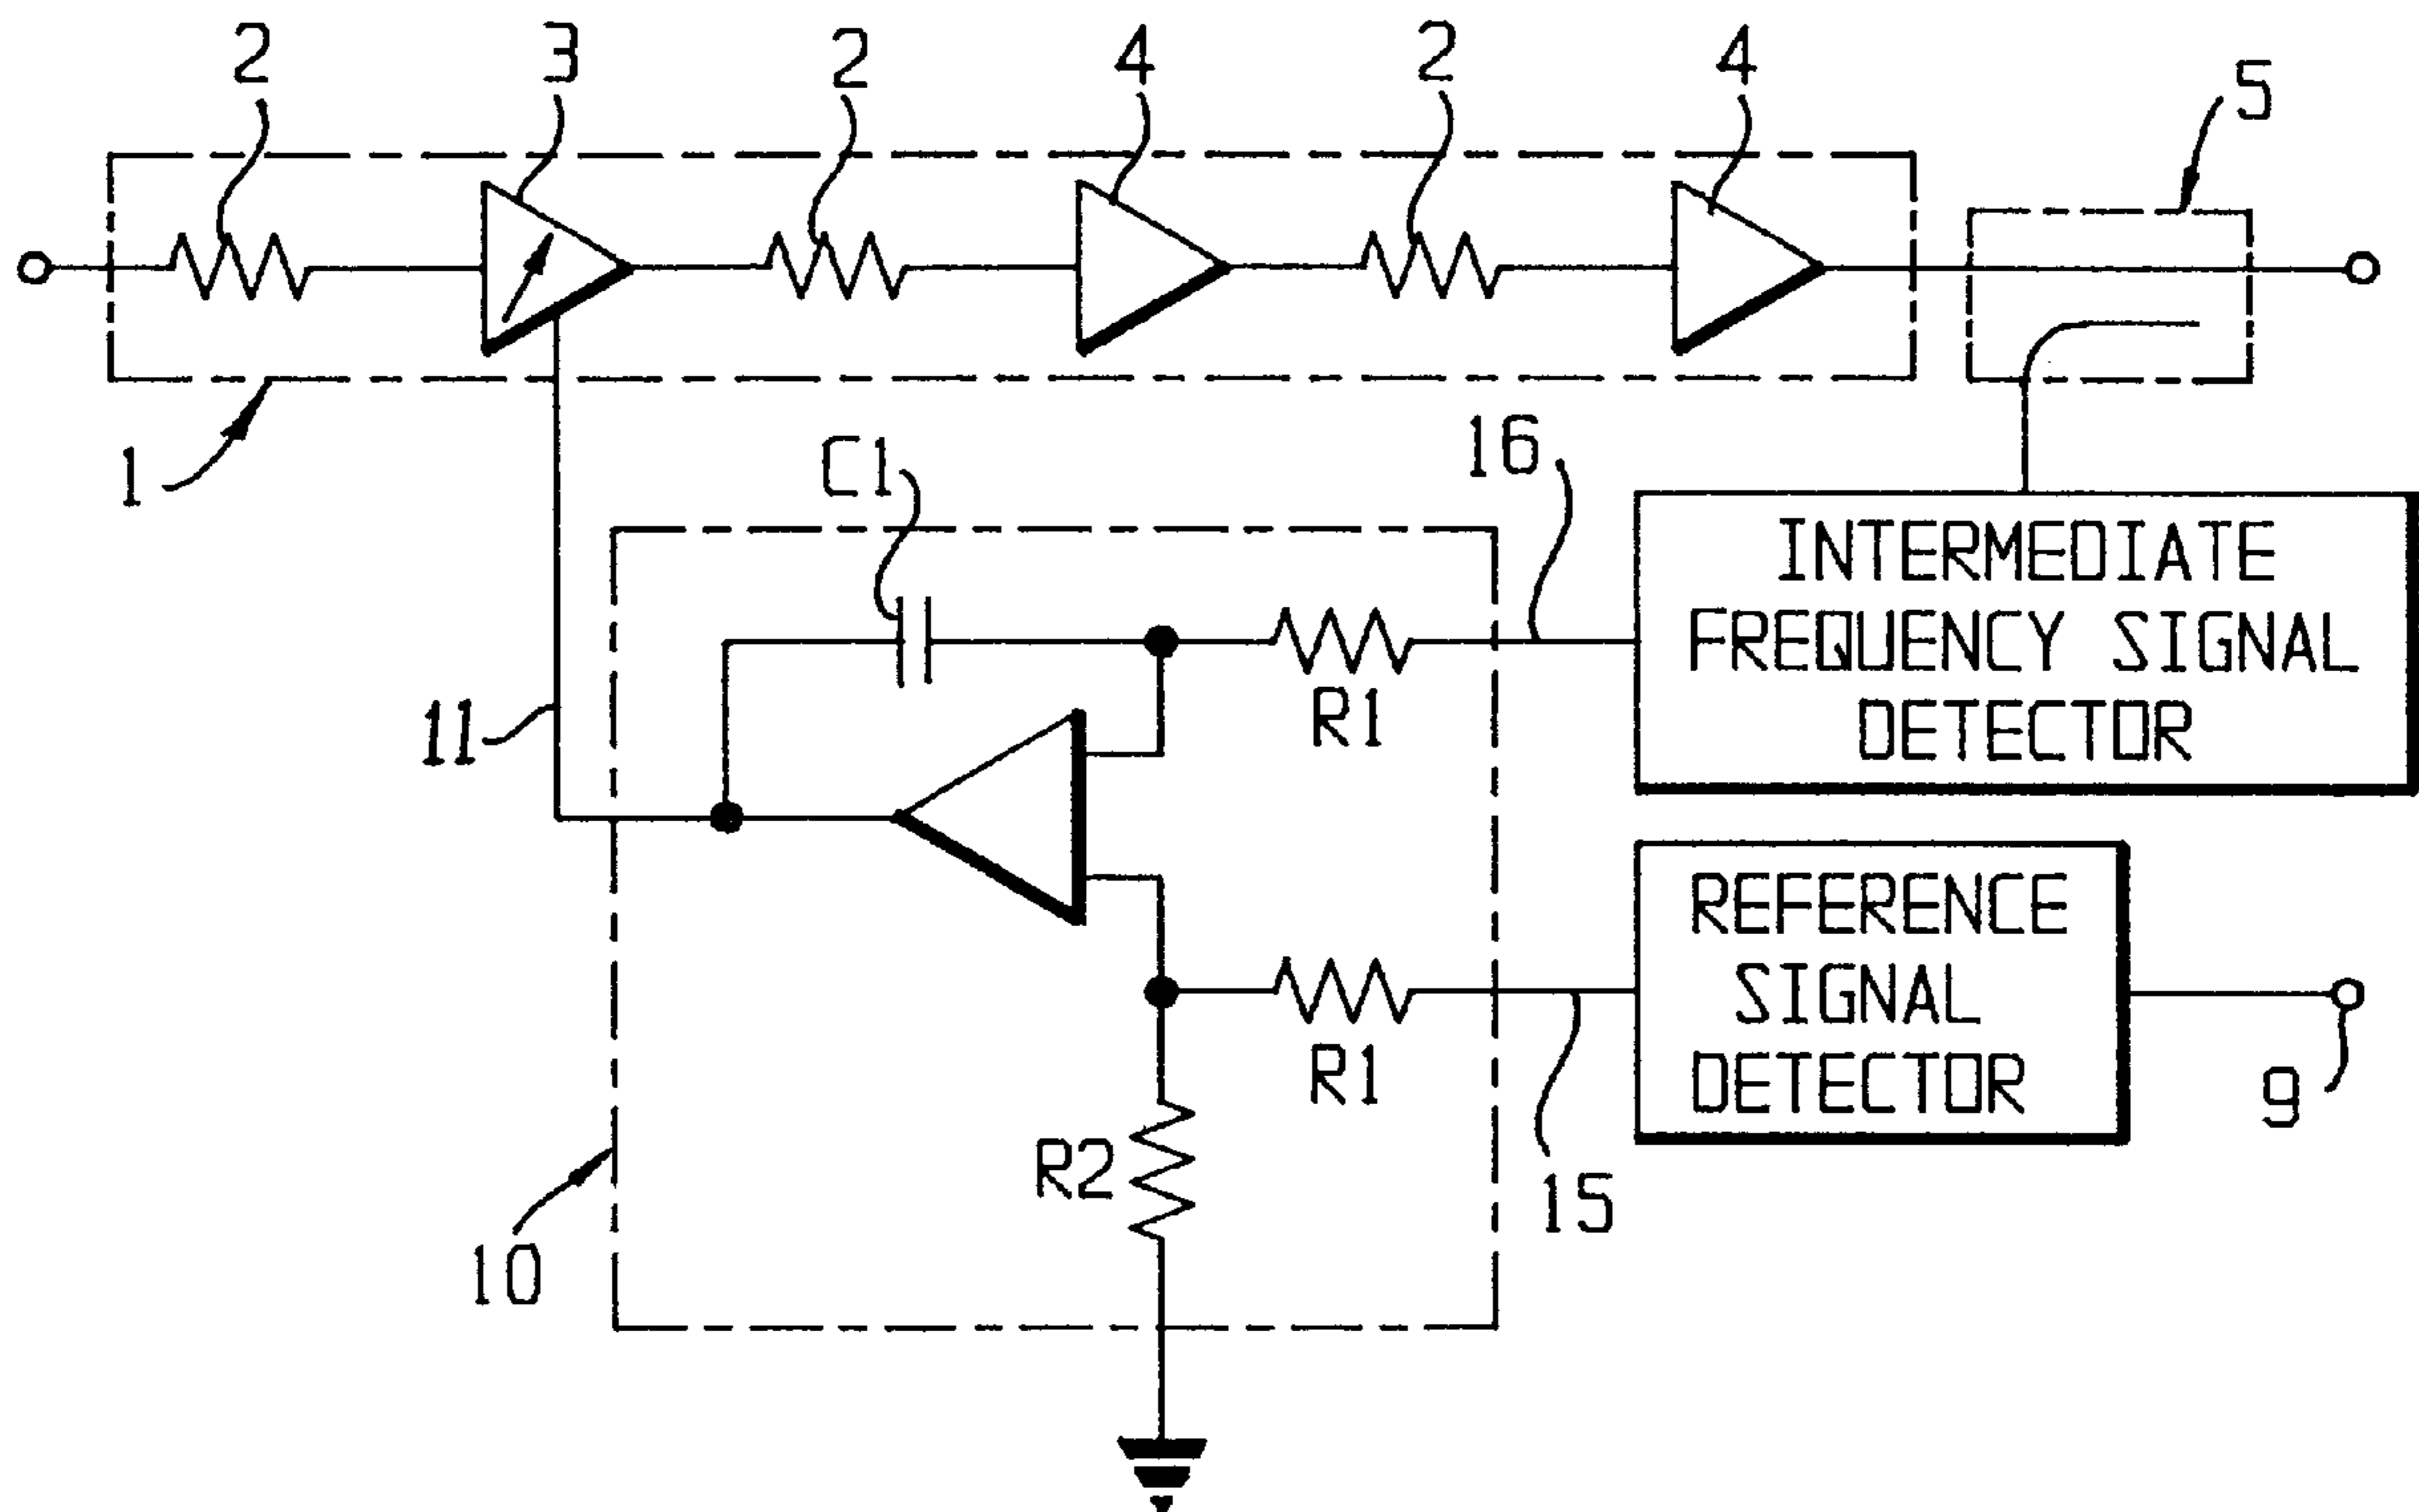 2
3
2
4
2
4
5
1
C1
16
INTERMEDIATE
FREQUENCY SIGNAL
DETECTOR
R1
11
REFERENCE
SIGNAL
DETECTOR
R1
9
R2
15
10